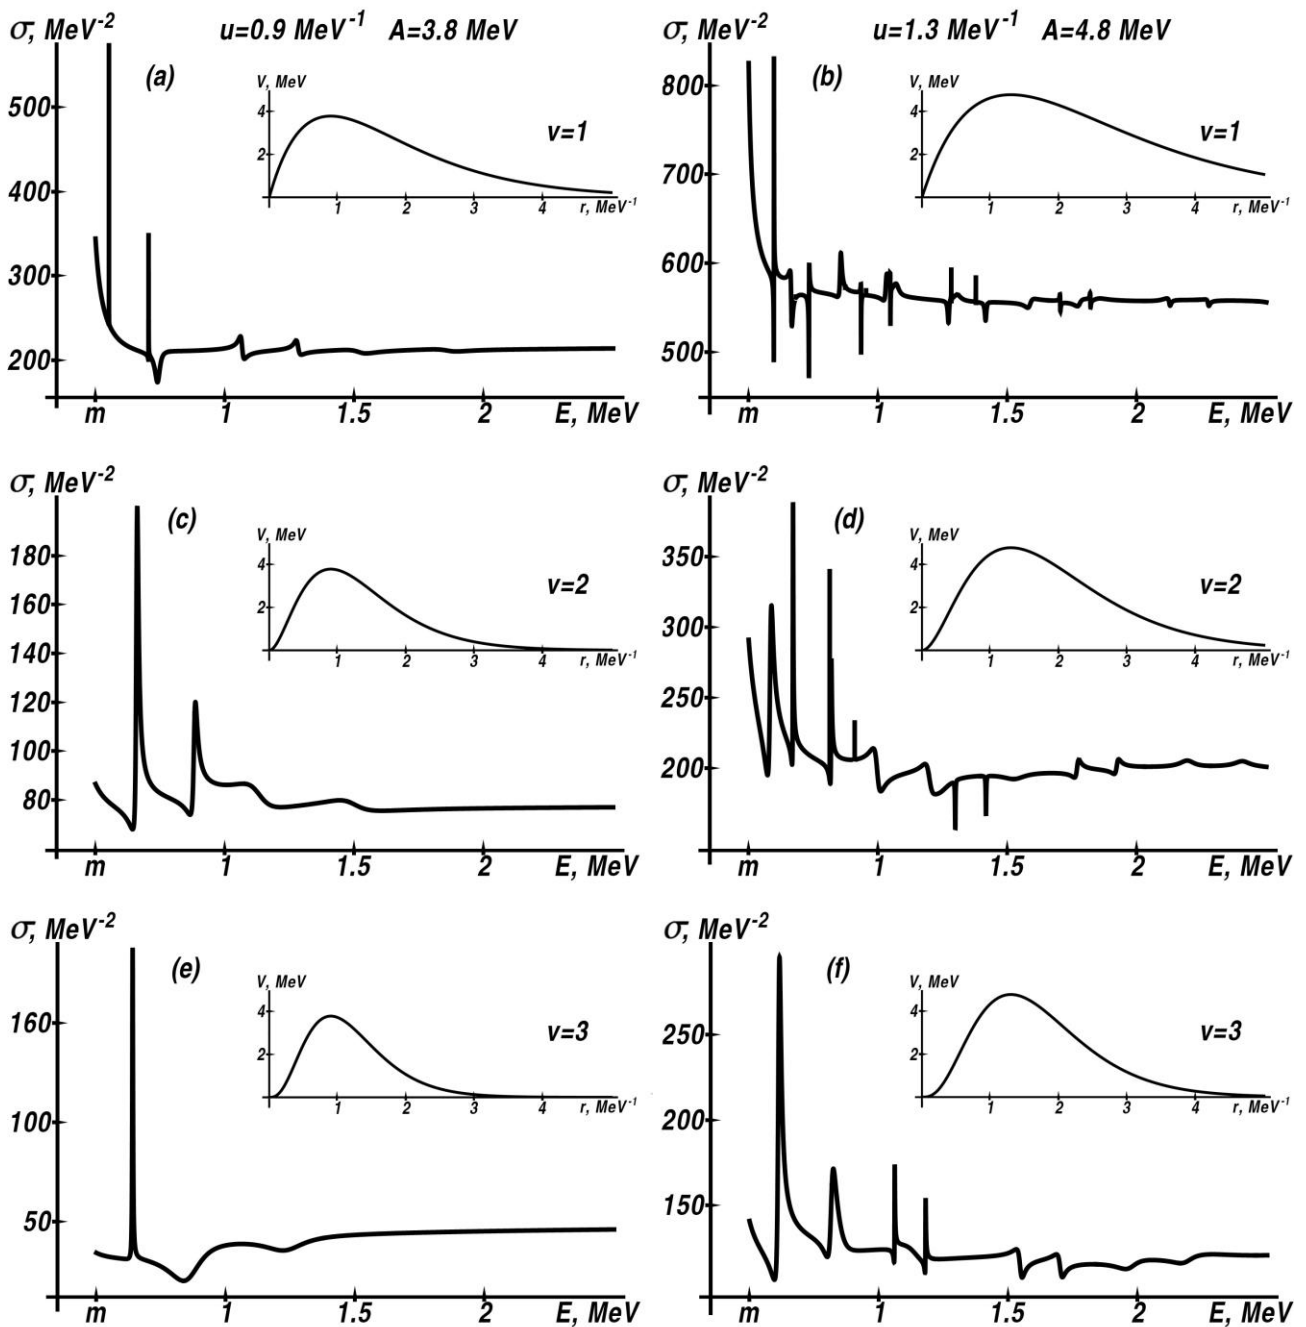 σ, MeV⁻² u=0.9 MeV⁻¹ A=3.8 MeV
(a)
V, MeV
4
2
v=1
1 2 3 4 r, MeV⁻¹
500
400
300
200
m 1 1.5 2 E, MeV
σ, MeV⁻² u=1.3 MeV⁻¹ A=4.8 MeV
(b)
V, MeV
4
2
v=1
1 2 3 4 r, MeV⁻¹
800
700
600
500
m 1 1.5 2 E, MeV
σ, MeV⁻²
(c)
V, MeV
4
2
v=2
1 2 3 4 r, MeV⁻¹
180
160
140
120
100
80
m 1 1.5 2 E, MeV
σ, MeV⁻²
(d)
V, MeV
4
2
v=2
1 2 3 4 r, MeV⁻¹
350
300
250
200
m 1 1.5 2 E, MeV
σ, MeV⁻²
(e)
V, MeV
4
2
v=3
1 2 3 4 r, MeV⁻¹
160
100
50
m 1 1.5 2 E, MeV
σ, MeV⁻²
(f)
V, MeV
4
2
v=3
1 2 3 4 r, MeV⁻¹
250
200
150
m 1 1.5 2 E, MeV